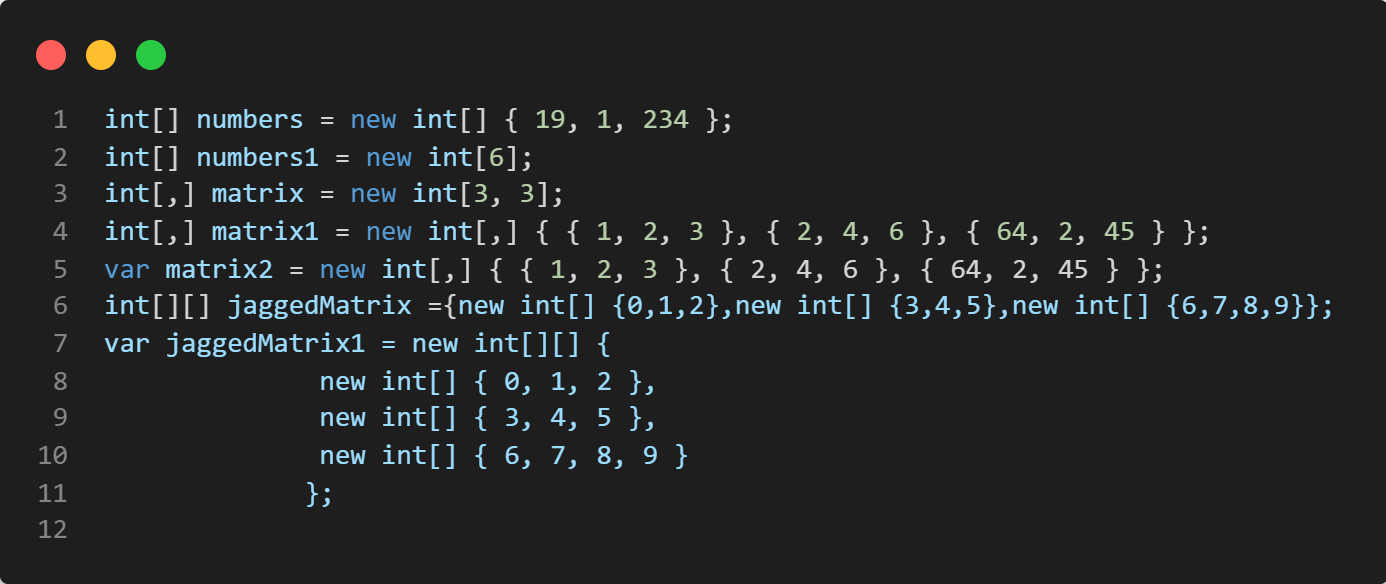 1 int[] numbers = new int[] { 19, 1, 234 };
2 int[] numbers1 = new int[6];
3 int[,] matrix = new int[3, 3];
4 int[,] matrix1 = new int[,] { { 1, 2, 3 }, { 2, 4, 6 }, { 64, 2, 45 } };
5 var matrix2 = new int[,] { { 1, 2, 3 }, { 2, 4, 6 }, { 64, 2, 45 } };
6 int[][] jaggedMatrix ={new int[] {0,1,2},new int[] {3,4,5},new int[] {6,7,8,9}};
7 var jaggedMatrix1 = new int[][] {
8               new int[] { 0, 1, 2 },
9               new int[] { 3, 4, 5 },
10               new int[] { 6, 7, 8, 9 }
11              };
12